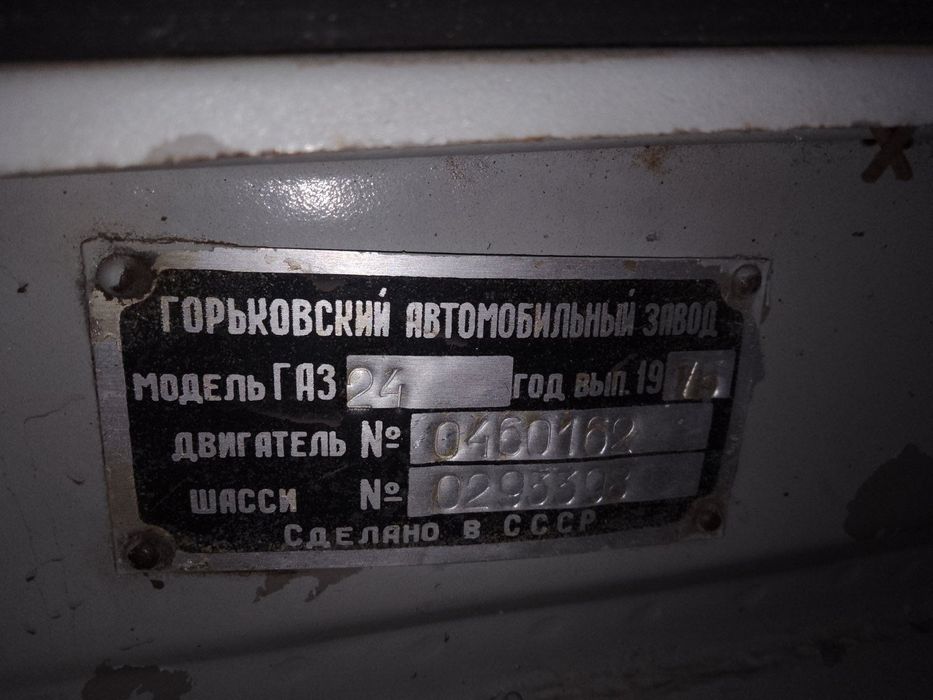 ГОРЬКОВСКИЙ АВТОМОБИЛЬНЫЙ ЗАВОД
МОДЕЛЬ ГАЗ 24 ГОД ВЫП. 19
ДВИГАТЕЛЬ № 0460162
ШАССИ №
СДЕЛАНО В СССР
Х